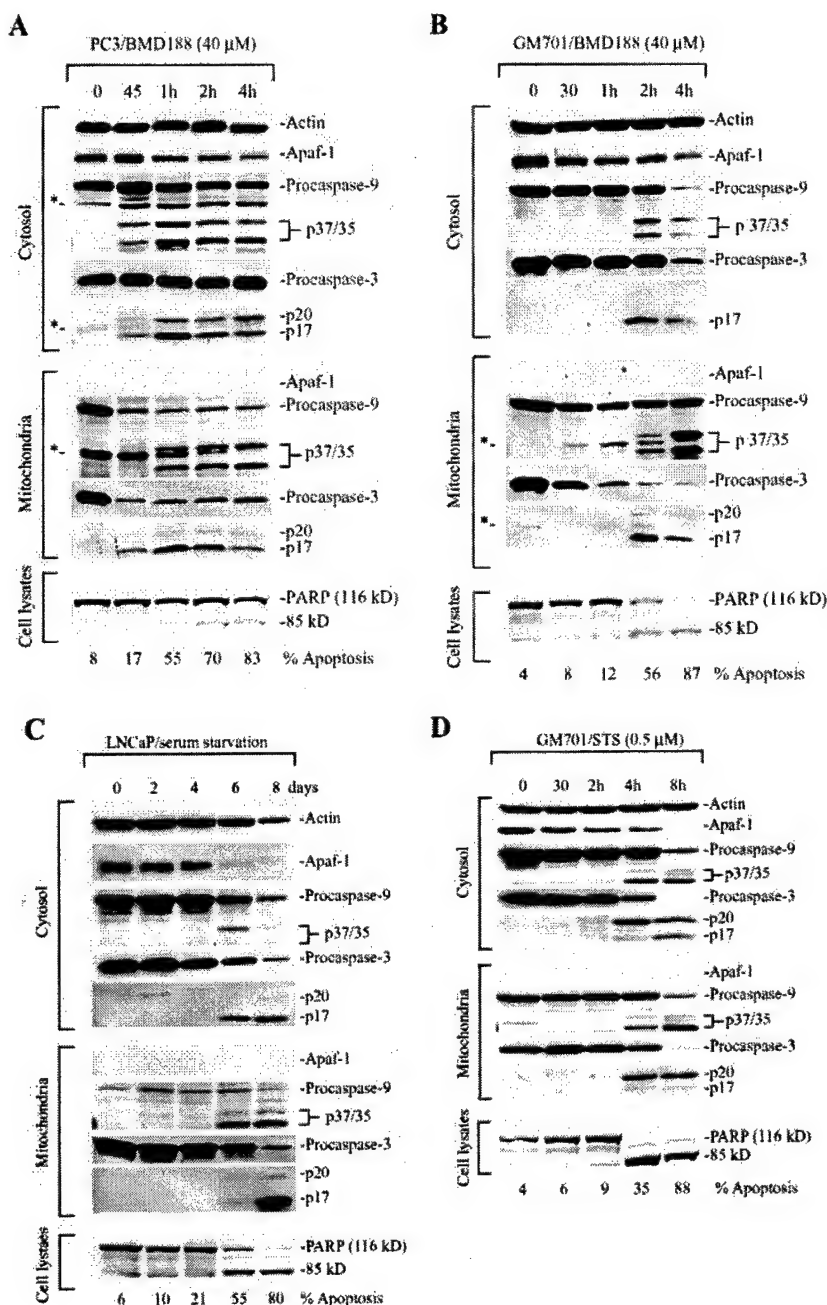 A
PC3/BMD188 (40 µM)
0 45 1h 2h 4h
Cytosol
-Actin
-Apaf-1
-Procaspase-9
*-
p37/35
-Procaspase-3
-p20
*-
-p17
Mitochondria
-Apaf-1
-Procaspase-9
*-
p37/35
-Procaspase-3
-p20
-p17
Cell lysates
-PARP (116 kD)
-85 kD
8 17 55 70 83 % Apoptosis
B
GM701/BMD188 (40 µM)
0 30 1h 2h 4h
Cytosol
-Actin
-Apaf-1
-Procaspase-9
p 37/35
-Procaspase-3
-p17
Mitochondria
-Apaf-1
-Procaspase-9
*-
p 37/35
-Procaspase-3
-p20
*-
-p17
Cell lysates
-PARP (116 kD)
-85 kD
4 8 12 56 87 % Apoptosis
C
LNCaP/serum starvation
0 2 4 6 8 days
Cytosol
-Actin
-Apaf-1
-Procaspase-9
p37/35
-Procaspase-3
-p20
-p17
Mitochondria
-Apaf-1
-Procaspase-9
p37/35
-Procaspase-3
-p20
-p17
Cell lystaes
-PARP (116 kD)
-85 kD
6 10 21 55 80 % Apoptosis
D
GM701/STS (0.5 µM)
0 30 2h 4h 8h
Cytosol
-Actin
-Apaf-1
-Procaspase-9
p37/35
-Procaspase-3
-p20
-p17
Mitochondria
-Apaf-1
-Procaspase-9
p37/35
-Procaspase-3
-p20
-p17
Cell lysates
-PARP (116 kD)
-85 kD
4 6 9 35 88 % Apoptosis